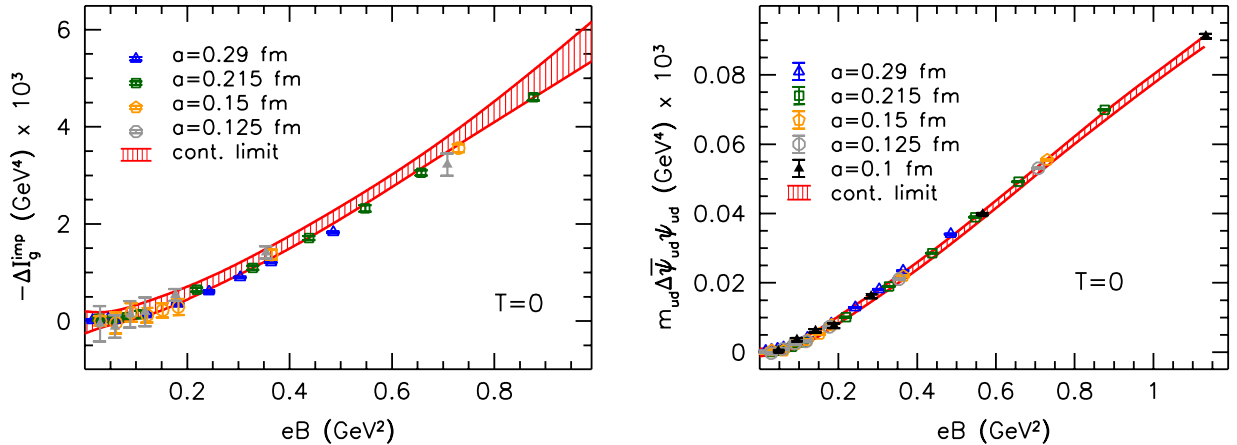 −ΔI_g^imp (GeV⁴) × 10³
6
4
2
0
a=0.29 fm
a=0.215 fm
a=0.15 fm
a=0.125 fm
cont. limit
T=0
0
0.2
0.4
0.6
0.8
eB (GeV²)
m_ud Δψ̄_ud ψ_ud (GeV⁴) × 10³
0.08
0.06
0.04
0.02
0
a=0.29 fm
a=0.215 fm
a=0.15 fm
a=0.125 fm
a=0.1 fm
cont. limit
T=0
0.2
0.4
0.6
0.8
1
eB (GeV²)